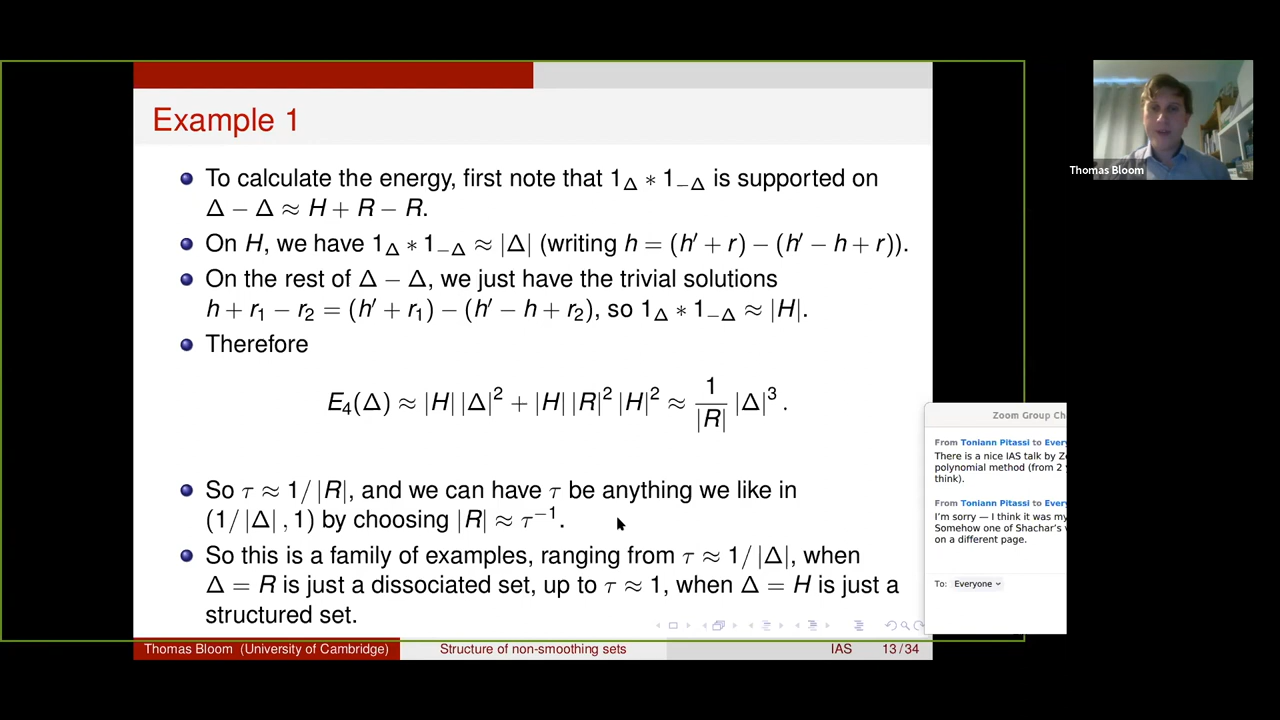 Example 1
To calculate the energy, first note that 1_Δ ∗ 1_{−Δ} is supported on
Δ − Δ ≈ H + R − R.
On H, we have 1_Δ ∗ 1_{−Δ} ≈ |Δ| (writing h = (h′ + r) − (h′ − h + r)).
On the rest of Δ − Δ, we just have the trivial solutions
h + r₁ − r₂ = (h′ + r₁) − (h′ − h + r₂), so 1_Δ ∗ 1_{−Δ} ≈ |H|.
Therefore
E₄(Δ) ≈ |H| |Δ|² + |H| |R|² |H|² ≈ 1/|R| |Δ|³.
So τ ≈ 1/|R|, and we can have τ be anything we like in
(1/|Δ|, 1) by choosing |R| ≈ τ⁻¹.
So this is a family of examples, ranging from τ ≈ 1/|Δ|, when
Δ = R is just a dissociated set, up to τ ≈ 1, when Δ = H is just a
structured set.
Thomas Bloom (University of Cambridge) Structure of non-smoothing sets IAS 13/34
Thomas Bloom
Zoom Group Ch
From Toniann Pitassi to Every
There is a nice IAS talk by Z
polynomial method (from 2
think).
From Toniann Pitassi to Every
I'm sorry — I think it was my
Somehow one of Shachar's
on a different page.
To: Everyone